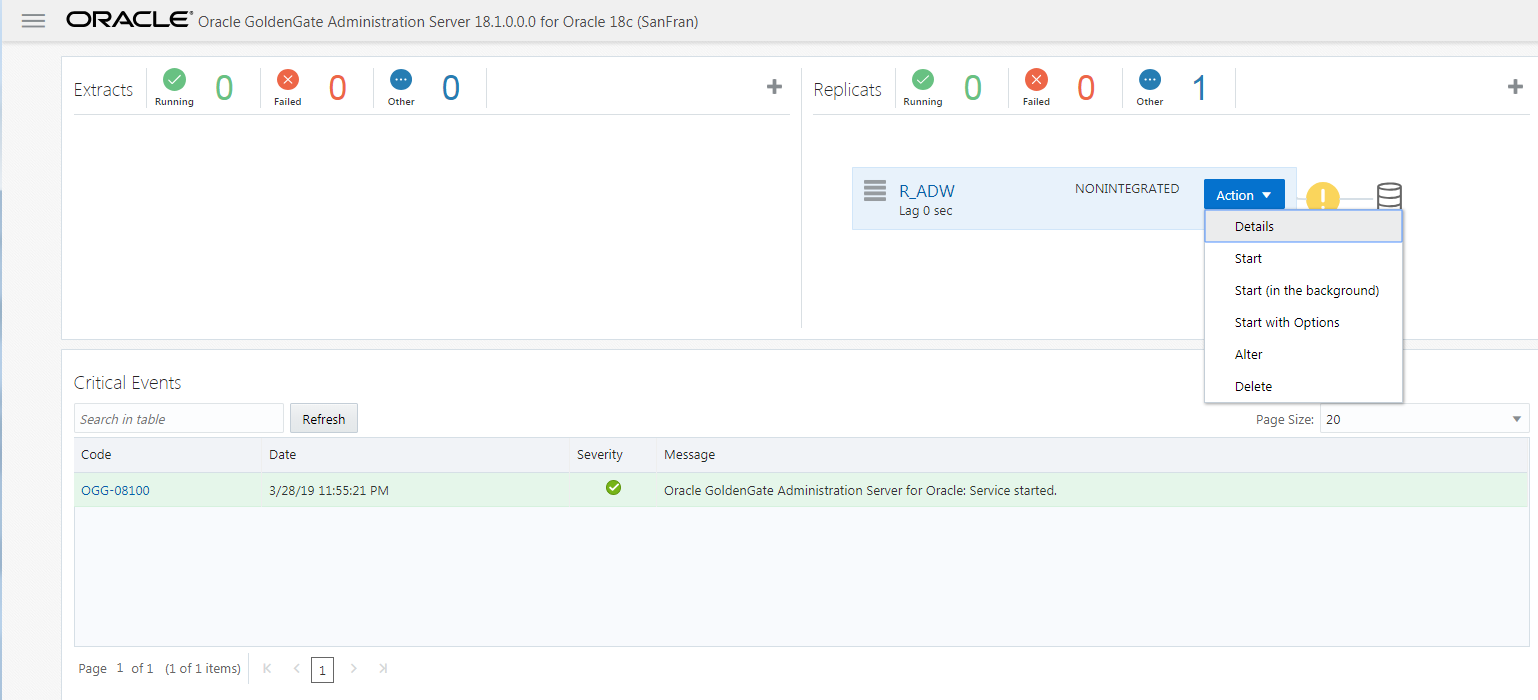 ORACLE® Oracle GoldenGate Administration Server 18.1.0.0.0 for Oracle 18c (SanFran)
Extracts Running 0 Failed 0 Other 0 +
Replicats Running 0 Failed 0 Other 1 +
R_ADW NONINTEGRATED Action
Lag 0 sec
!
Details
Start
Start (in the background)
Start with Options
Alter
Delete
Critical Events
Search in table Refresh Page Size: 20
Code Date Severity Message
OGG-08100 3/28/19 11:55:21 PM Oracle GoldenGate Administration Server for Oracle: Service started.
Page 1 of 1 (1 of 1 items) 1